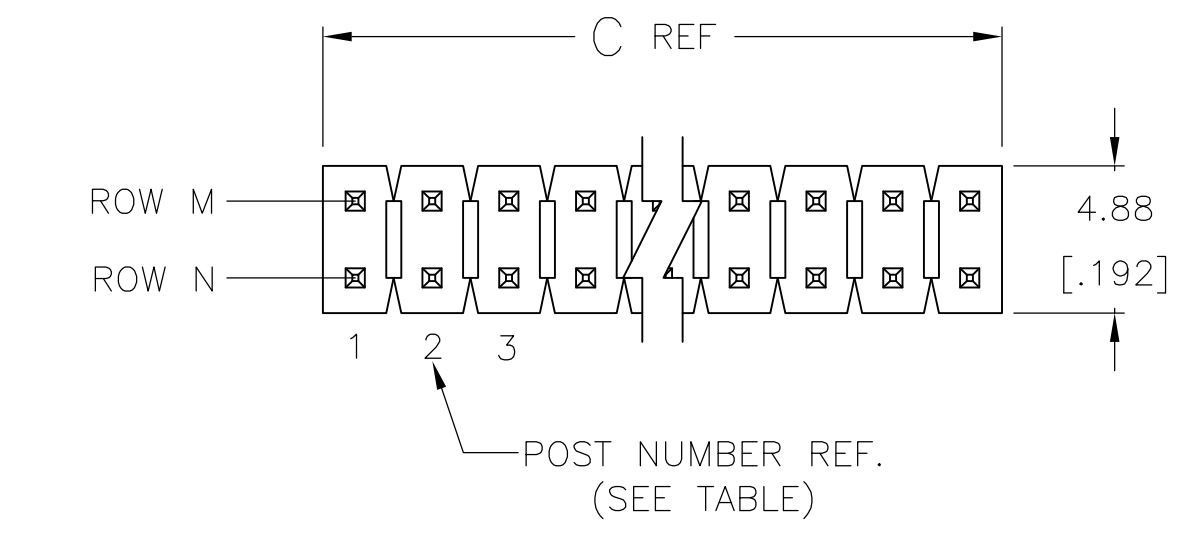 C REF
ROW M
4.88
ROW N
[.192]
1 2 3
POST NUMBER REF.
(SEE TABLE)